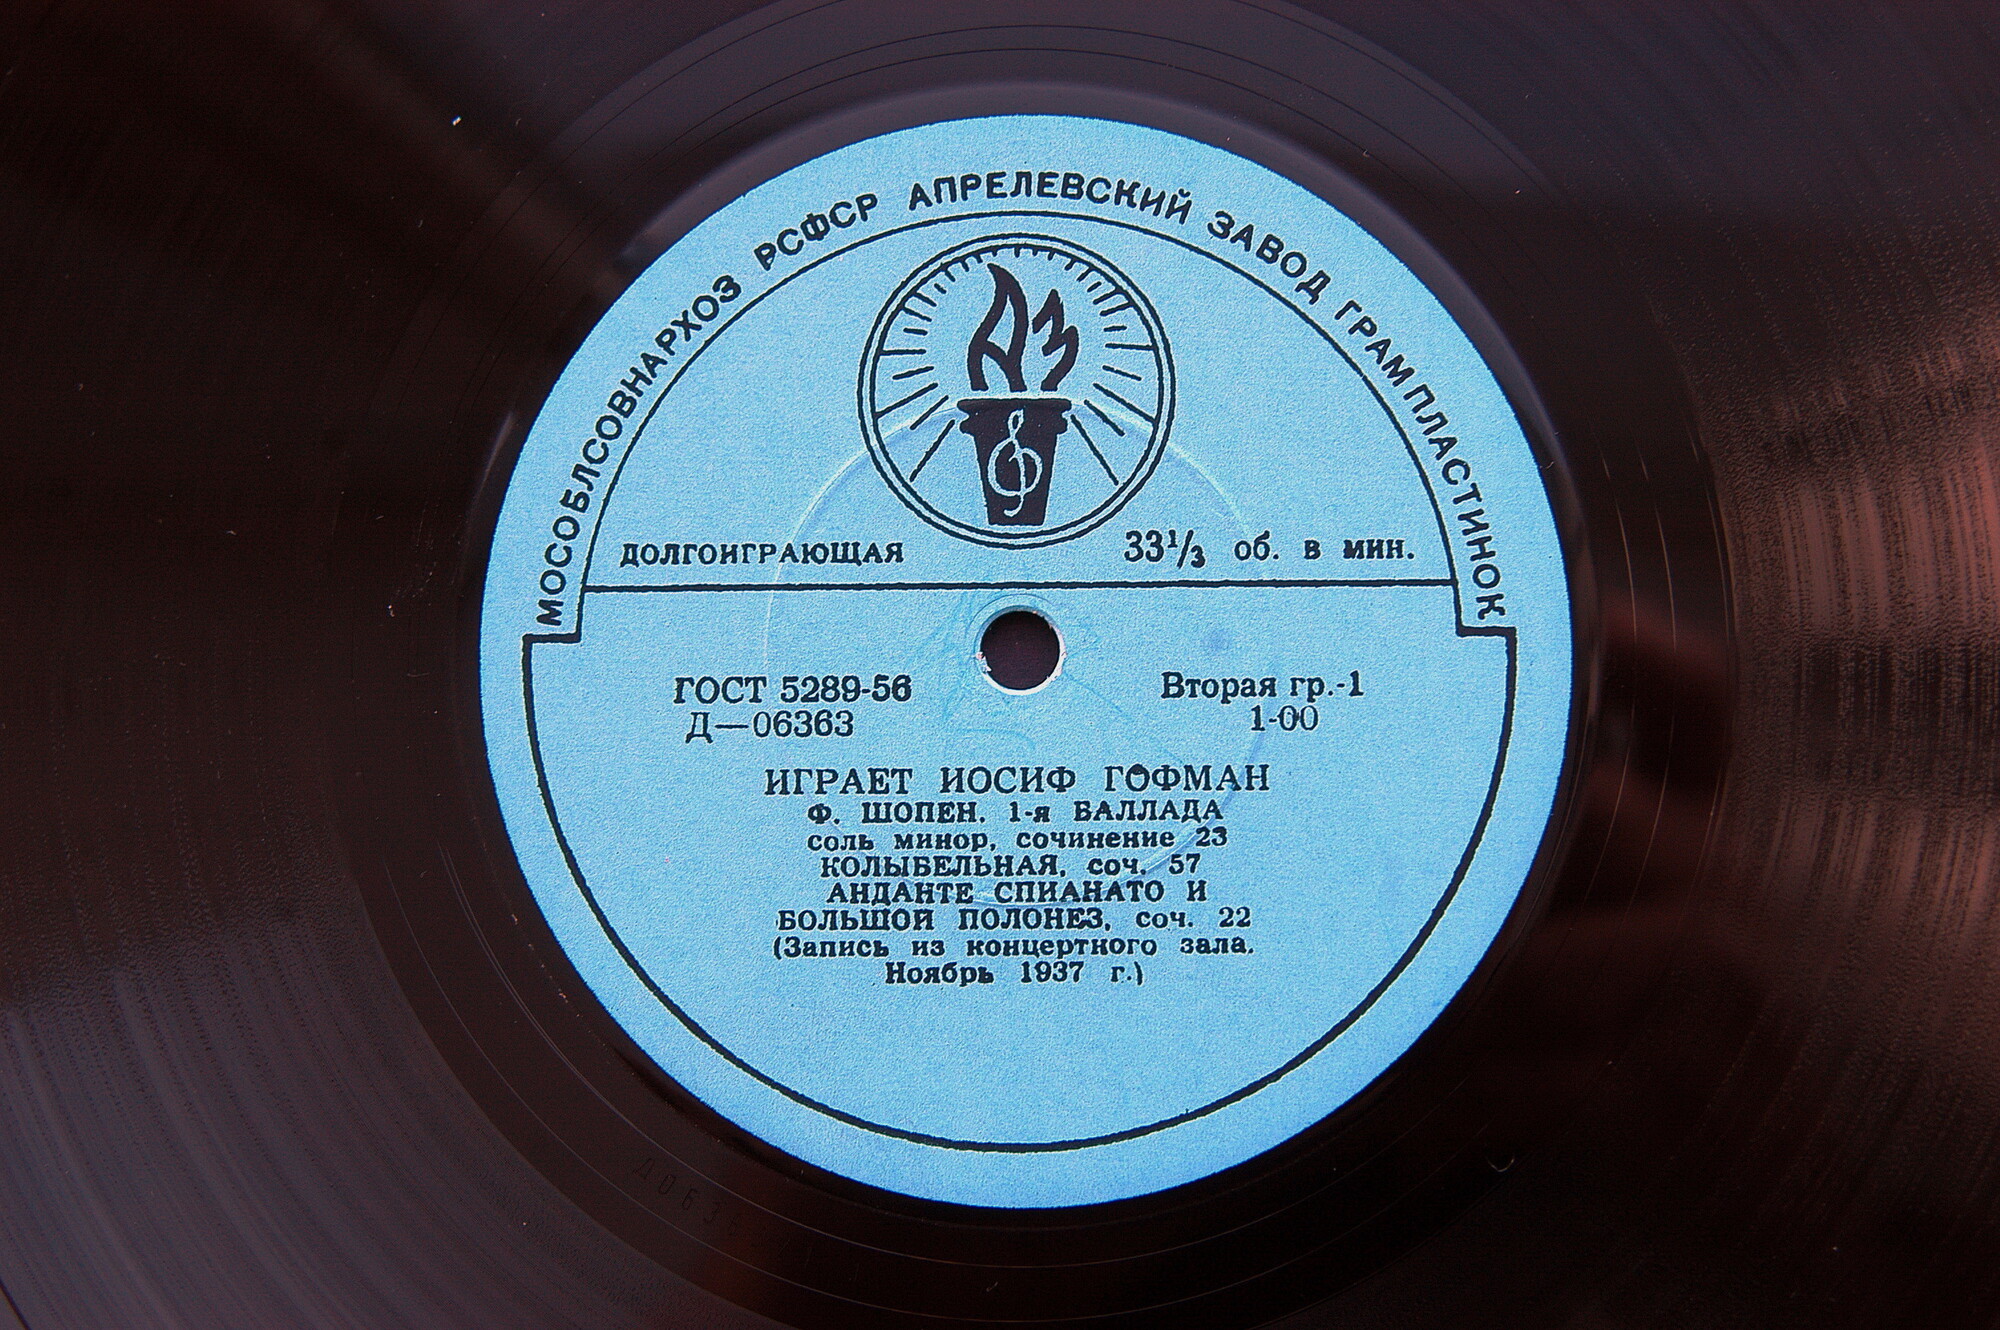 МОСОБЛСОВНАРХОЗ РСФСР АПРЕЛЕВСКИЙ ЗАВОД ГРАМПЛАСТИНОК
АЗ
ДОЛГОИГРАЮЩАЯ 33⅓ об. в мин.
ГОСТ 5289-56 Вторая гр.-1
Д—06363 1-00
ИГРАЕТ ИОСИФ ГОФМАН
Ф. ШОПЕН. 1-я БАЛЛАДА
соль минор, сочинение 23
КОЛЫБЕЛЬНАЯ, соч. 57
АНДАНТЕ СПИАНАТО И
БОЛЬШОЙ ПОЛОНЕЗ, соч. 22
(Запись из концертного зала.
Ноябрь 1937 г.)